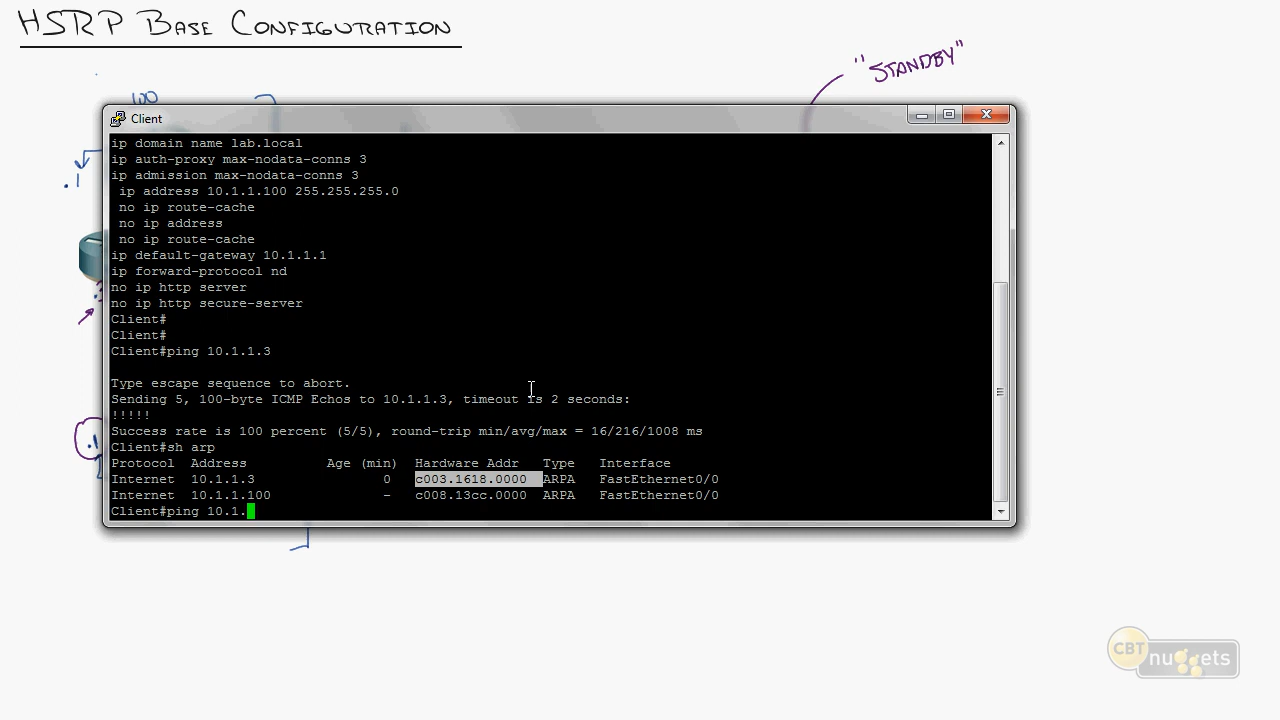 HSRP BASE CONFIGURATION
"STANDBY"
100
.1
Client
ip domain name lab.local
ip auth-proxy max-nodata-conns 3
ip admission max-nodata-conns 3
ip address 10.1.1.100 255.255.255.0
no ip route-cache
no ip address
no ip route-cache
ip default-gateway 10.1.1.1
ip forward-protocol nd
no ip http server
no ip http secure-server
Client#
Client#
Client#ping 10.1.1.3
Type escape sequence to abort.
Sending 5, 100-byte ICMP Echos to 10.1.1.3, timeout is 2 seconds:
!!!!!
Success rate is 100 percent (5/5), round-trip min/avg/max = 16/216/1008 ms
Client#sh arp
Protocol Address Age (min) Hardware Addr Type Interface
Internet 10.1.1.3 0 c003.1618.0000 ARPA FastEthernet0/0
Internet 10.1.1.100 - c008.13cc.0000 ARPA FastEthernet0/0
Client#ping 10.1.
.1
CBT nuggets